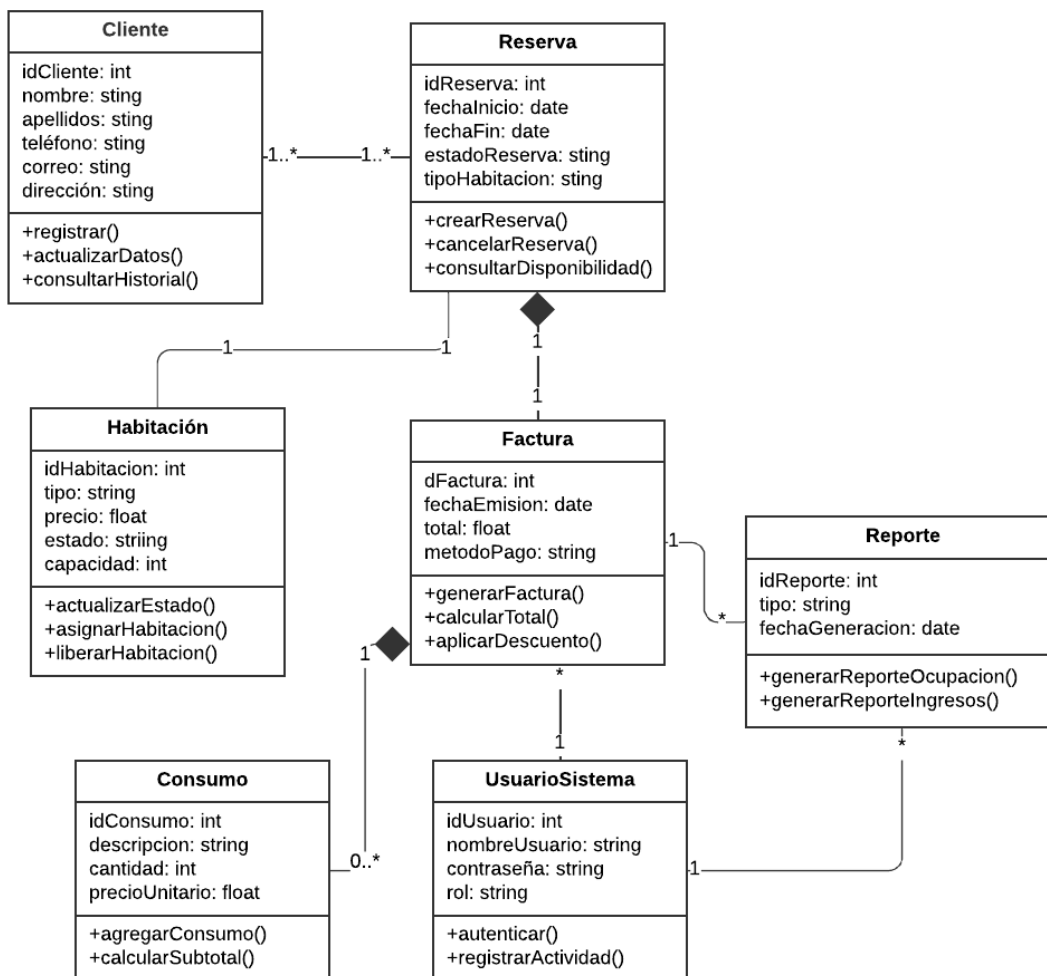 Cliente
idCliente: int
nombre: sting
apellidos: sting
teléfono: sting
correo: sting
dirección: sting
+registrar()
+actualizarDatos()
+consultarHistorial()
1..*
1..*
Reserva
idReserva: int
fechaInicio: date
fechaFin: date
estadoReserva: sting
tipoHabitacion: sting
+crearReserva()
+cancelarReserva()
+consultarDisponibilidad()
1
1
1
1
Habitación
idHabitacion: int
tipo: string
precio: float
estado: striing
capacidad: int
+actualizarEstado()
+asignarHabitacion()
+liberarHabitacion()
Factura
dFactura: int
fechaEmision: date
total: float
metodoPago: string
+generarFactura()
+calcularTotal()
+aplicarDescuento()
1
*
Reporte
idReporte: int
tipo: string
fechaGeneracion: date
+generarReporteOcupacion()
+generarReporteIngresos()
1
0..*
*
1
*
1
Consumo
idConsumo: int
descripcion: string
cantidad: int
precioUnitario: float
+agregarConsumo()
+calcularSubtotal()
UsuarioSistema
idUsuario: int
nombreUsuario: string
contraseña: string
rol: string
+autenticar()
+registrarActividad()